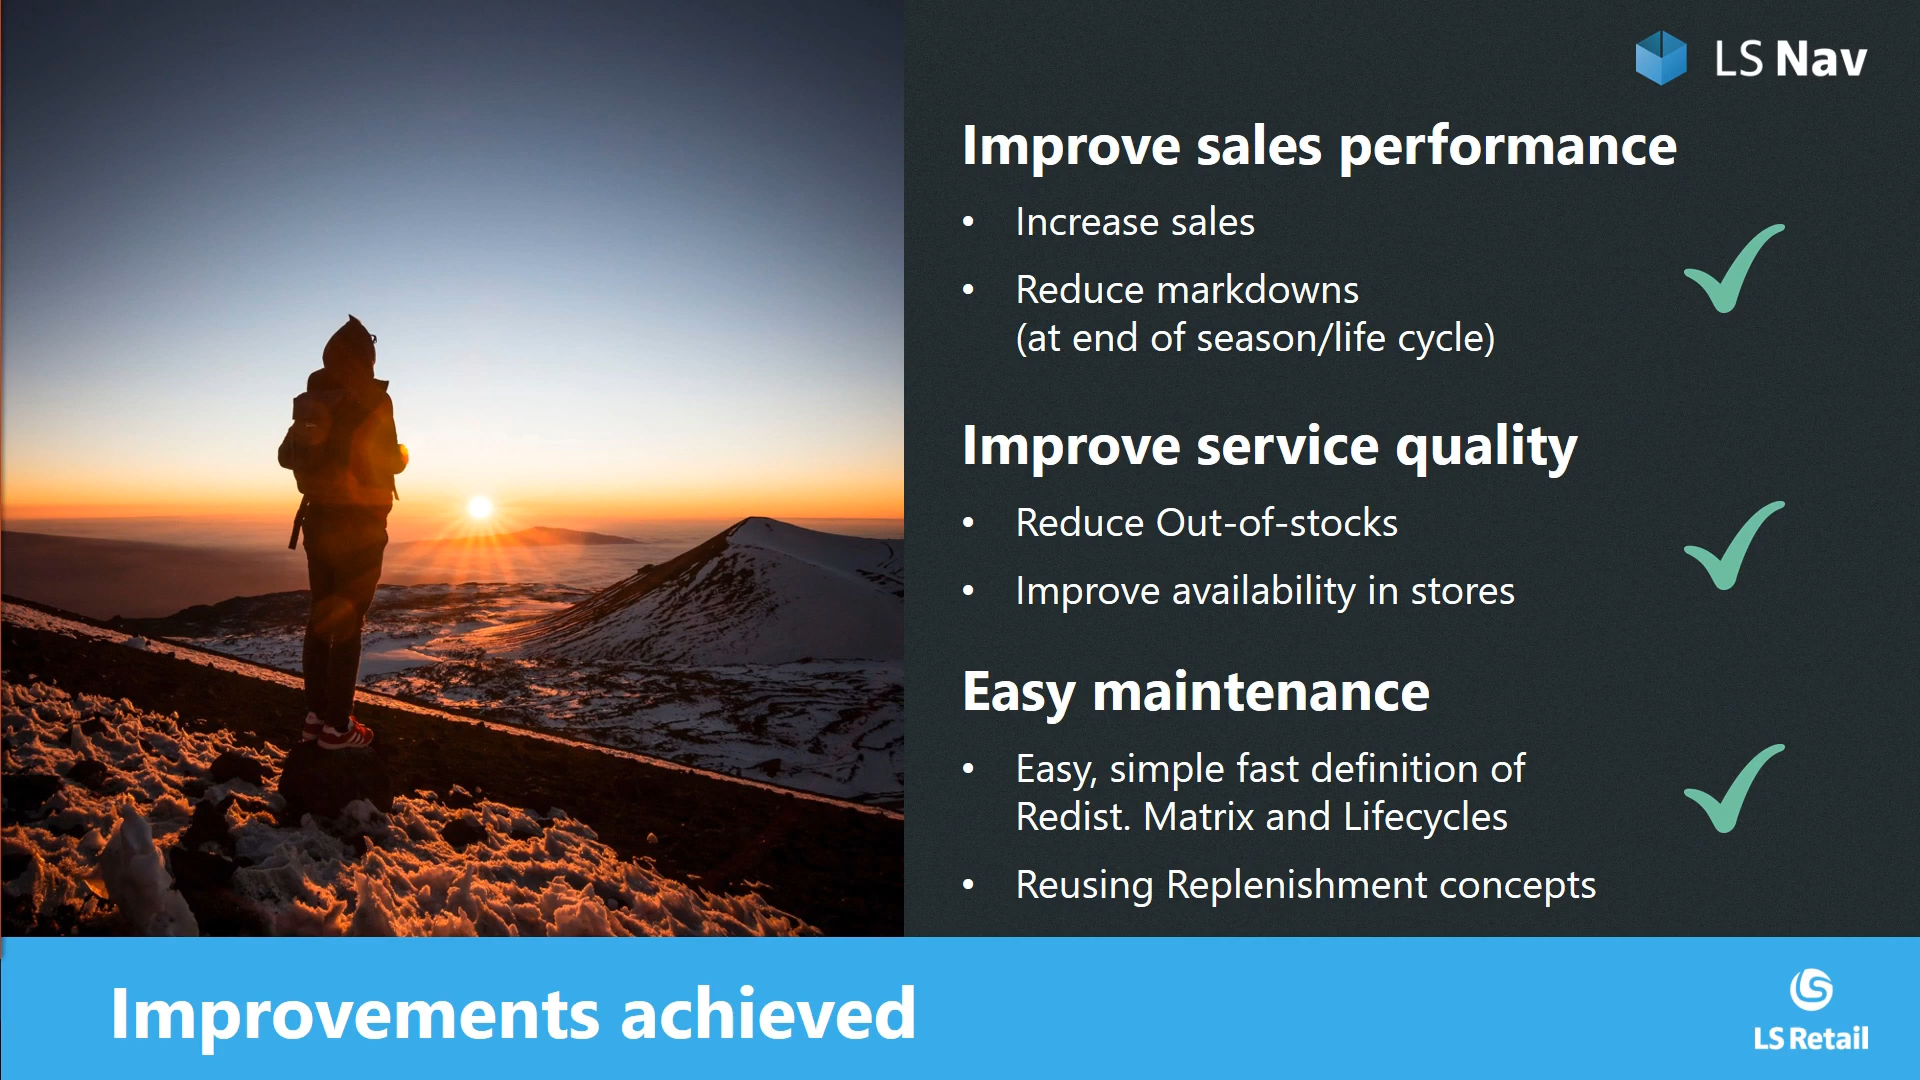 LS Nav
Improve sales performance
• Increase sales
• Reduce markdowns
(at end of season/life cycle)
Improve service quality
• Reduce Out-of-stocks
• Improve availability in stores
Easy maintenance
• Easy, simple fast definition of
Redist. Matrix and Lifecycles
• Reusing Replenishment concepts
Improvements achieved
LS
LS Retail